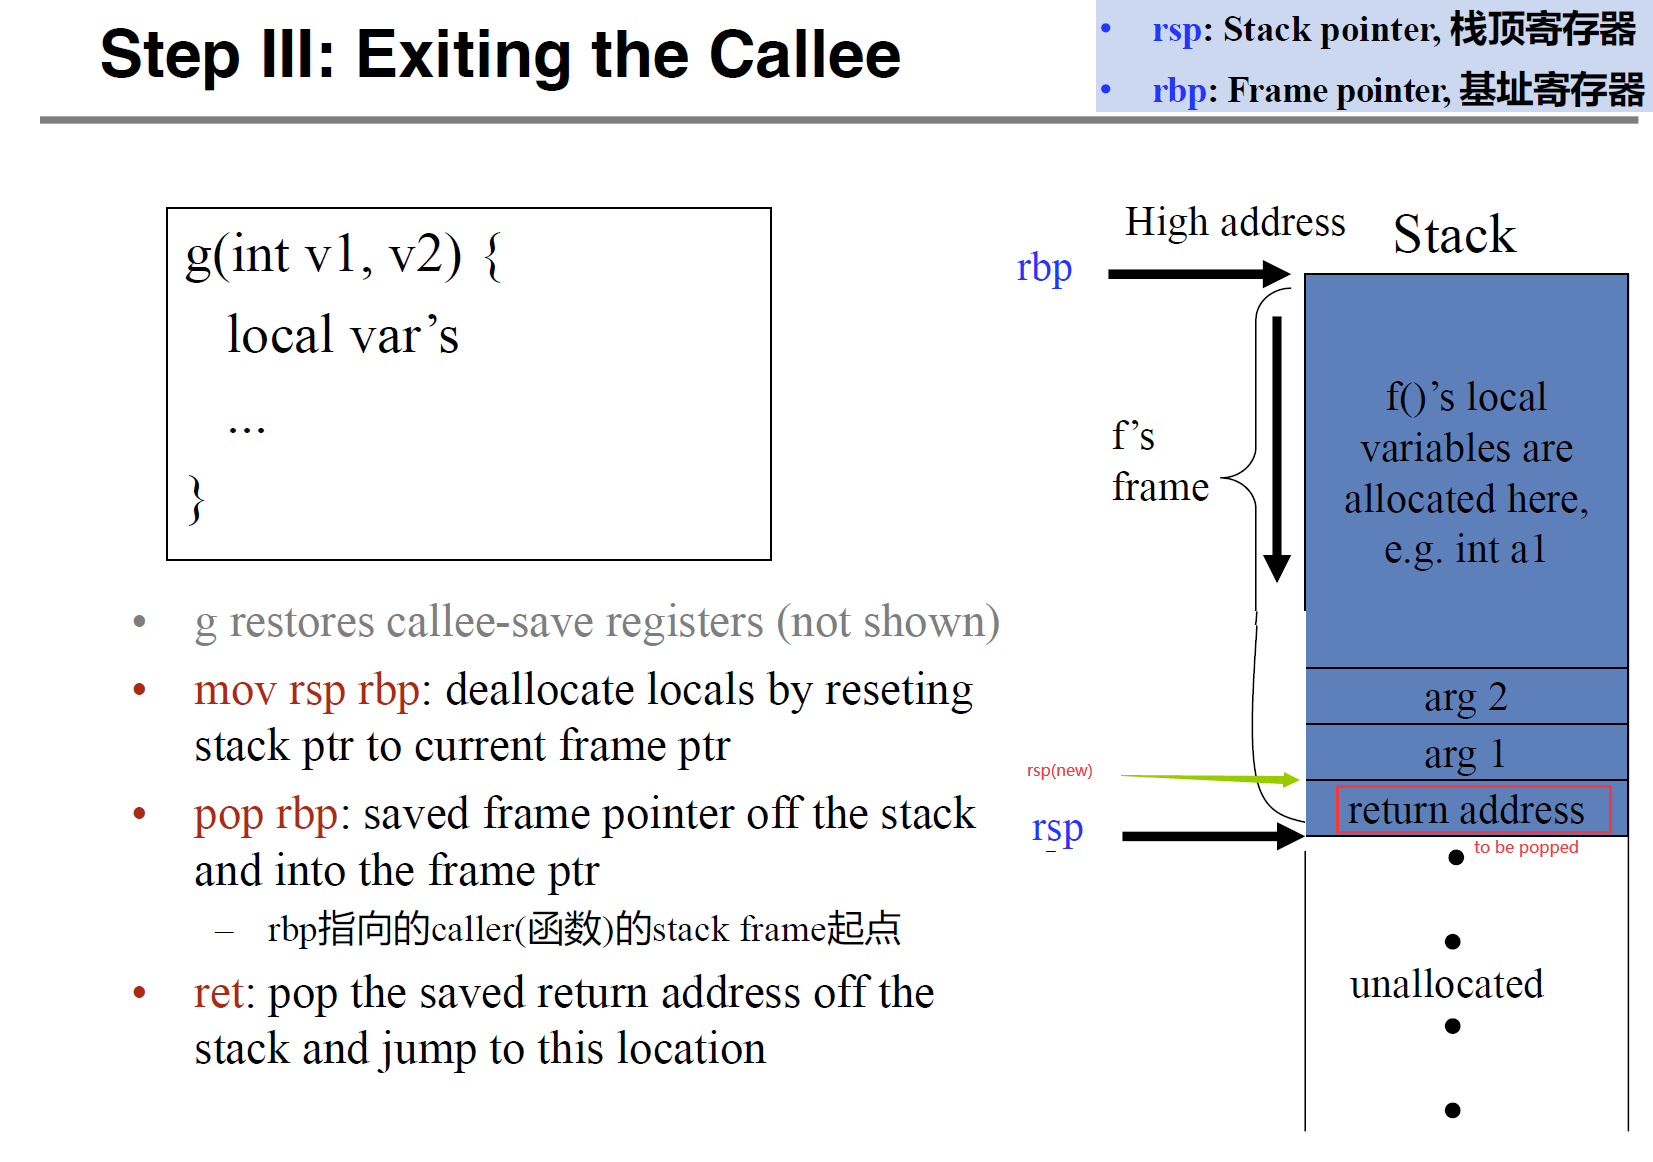 Step III: Exiting the Callee
• rsp: Stack pointer, 栈顶寄存器
• rbp: Frame pointer, 基址寄存器
g(int v1, v2) {
local var’s
...
}
• g restores callee-save registers (not shown)
• mov rsp rbp: deallocate locals by reseting
stack ptr to current frame ptr
• pop rbp: saved frame pointer off the stack
and into the frame ptr
– rbp指向的caller(函数)的stack frame起点
• ret: pop the saved return address off the
stack and jump to this location
High address
Stack
rbp
f()’s local
variables are
allocated here,
e.g. int a1
f’s
frame
arg 2
arg 1
rsp(new)
return address
rsp
to be popped
unallocated